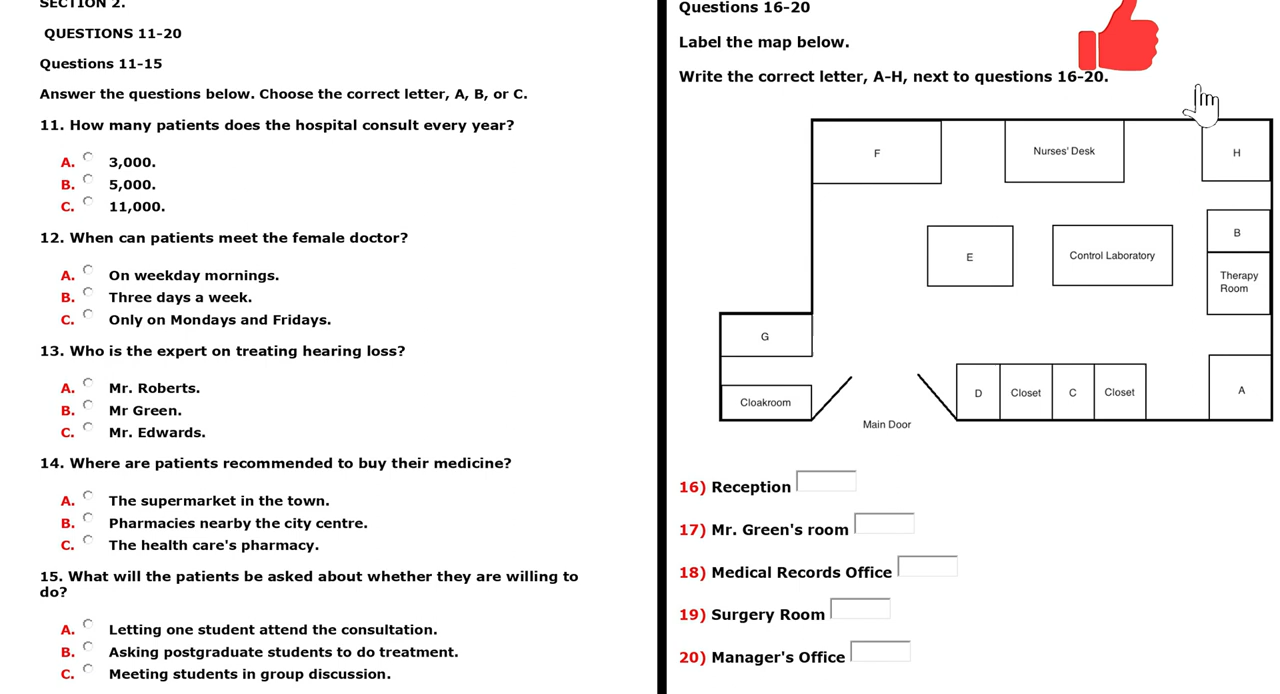 SECTION 2.
QUESTIONS 11-20
Questions 11-15
Answer the questions below. Choose the correct letter, A, B, or C.
11. How many patients does the hospital consult every year?
A. 3,000.
B. 5,000.
C. 11,000.
12. When can patients meet the female doctor?
A. On weekday mornings.
B. Three days a week.
C. Only on Mondays and Fridays.
13. Who is the expert on treating hearing loss?
A. Mr. Roberts.
B. Mr Green.
C. Mr. Edwards.
14. Where are patients recommended to buy their medicine?
A. The supermarket in the town.
B. Pharmacies nearby the city centre.
C. The health care's pharmacy.
15. What will the patients be asked about whether they are willing to
do?
A. Letting one student attend the consultation.
B. Asking postgraduate students to do treatment.
C. Meeting students in group discussion.
Questions 16-20
Label the map below.
Write the correct letter, A-H, next to questions 16-20.
F
Nurses' Desk
H
B
E
Control Laboratory
Therapy
Room
G
Cloakroom
D
Closet
C
Closet
A
Main Door
16) Reception
17) Mr. Green's room
18) Medical Records Office
19) Surgery Room
20) Manager's Office